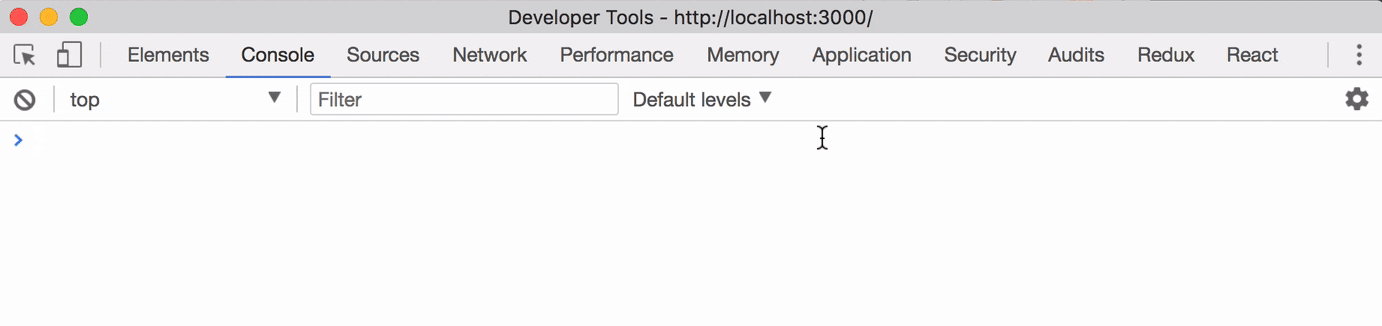 Developer Tools - http://localhost:3000/
Elements Console Sources Network Performance Memory Application Security Audits Redux React
top Filter Default levels